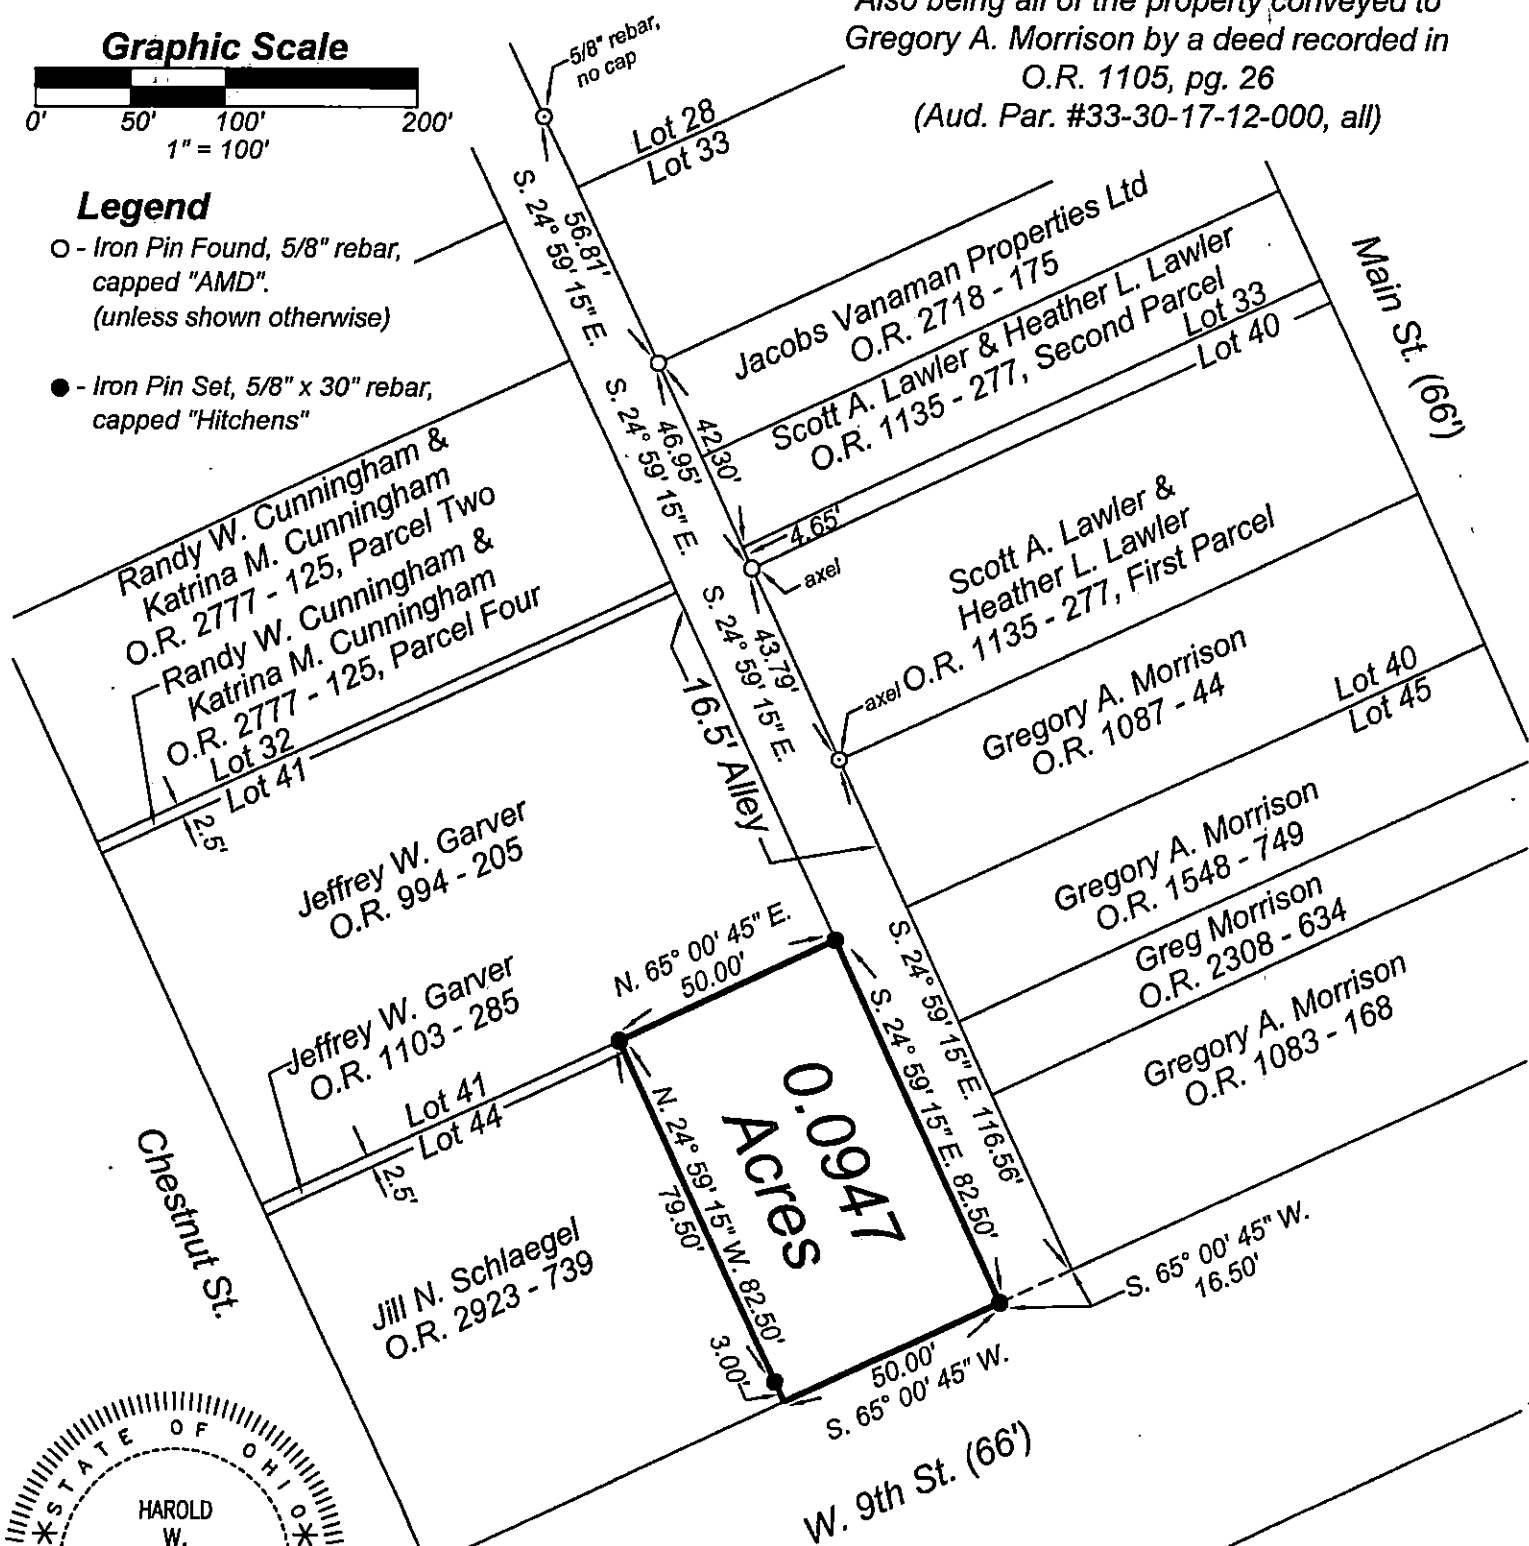 Also being all of the property conveyed to
Gregory A. Morrison by a deed recorded in
O.R. 1105, pg. 26
(Aud. Par. #33-30-17-12-000, all)
Graphic Scale
0' 50' 100' 200'
1" = 100'
Legend
- Iron Pin Found, 5/8" rebar,
capped "AMD".
(unless shown otherwise)
- Iron Pin Set, 5/8" x 30" rebar,
capped "Hitchens"
5/8" rebar,
no cap
Lot 28
Lot 33
S. 24° 59' 15" E.
56.81'
Jacobs Vanaman Properties Ltd
O.R. 2718 - 175
Scott A. Lawler & Heather L. Lawler
O.R. 1135 - 277, Second Parcel
Lot 33
Lot 40
Main St. (66')
S. 24° 59' 15" E.
46.95'
42.30'
4.65'
axel
Randy W. Cunningham &
Katrina M. Cunningham
O.R. 2777 - 125, Parcel Two
Randy W. Cunningham &
Katrina M. Cunningham
O.R. 2777 - 125, Parcel Four
Lot 32
Lot 41
2.5'
Scott A. Lawler &
Heather L. Lawler
O.R. 1135 - 277, First Parcel
axel
S. 24° 59' 15" E.
43.79'
16.5' Alley
Gregory A. Morrison
O.R. 1087 - 44
Lot 40
Lot 45
Jeffrey W. Garver
O.R. 994 - 205
Gregory A. Morrison
O.R. 1548 - 749
Greg Morrison
O.R. 2308 - 634
Gregory A. Morrison
O.R. 1083 - 168
N. 65° 00' 45" E.
50.00'
S. 24° 59' 15" E. 116.56'
S. 24° 59' 15" E. 82.50'
Jeffrey W. Garver
O.R. 1103 - 285
Lot 41
Lot 44
2.5'
0.0947
Acres
N. 24° 59' 15" W. 82.50'
79.50'
3.00'
Chestnut St.
Jill N. Schlaegel
O.R. 2923 - 739
S. 65° 00' 45" W.
16.50'
50.00'
S. 65° 00' 45" W.
W. 9th St. (66')
STATE OF OHIO
HAROLD
W.